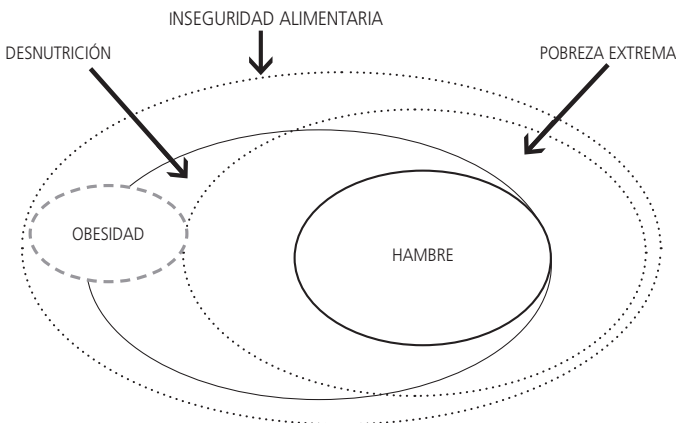 INSEGURIDAD ALIMENTARIA
DESNUTRICIÓN
POBREZA EXTREMA
OBESIDAD
HAMBRE